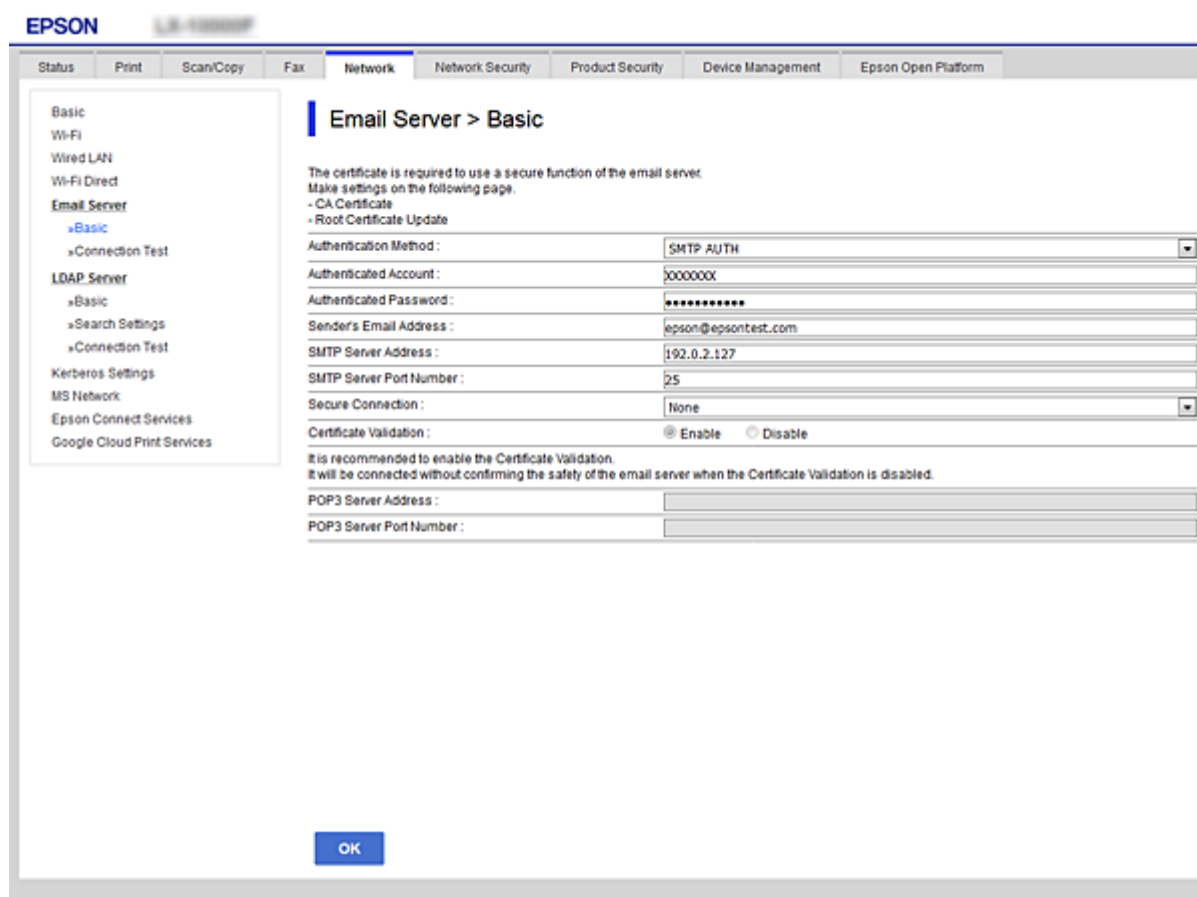 EPSON
Status Print Scan/Copy Fax Network Network Security Product Security Device Management Epson Open Platform
Basic
Wi-Fi
Wired LAN
Wi-Fi Direct
Email Server
»Basic
»Connection Test
LDAP Server
»Basic
»Search Settings
»Connection Test
Kerberos Settings
MS Network
Epson Connect Services
Google Cloud Print Services
Email Server > Basic
The certificate is required to use a secure function of the email server.
Make settings on the following page.
- CA Certificate
- Root Certificate Update
Authentication Method : SMTP AUTH
Authenticated Account : XXXXXXX
Authenticated Password : •••••••••••
Sender's Email Address : epson@epsontest.com
SMTP Server Address : 192.0.2.127
SMTP Server Port Number : 25
Secure Connection : None
Certificate Validation : Enable Disable
It is recommended to enable the Certificate Validation.
It will be connected without confirming the safety of the email server when the Certificate Validation is disabled.
POP3 Server Address :
POP3 Server Port Number :
OK